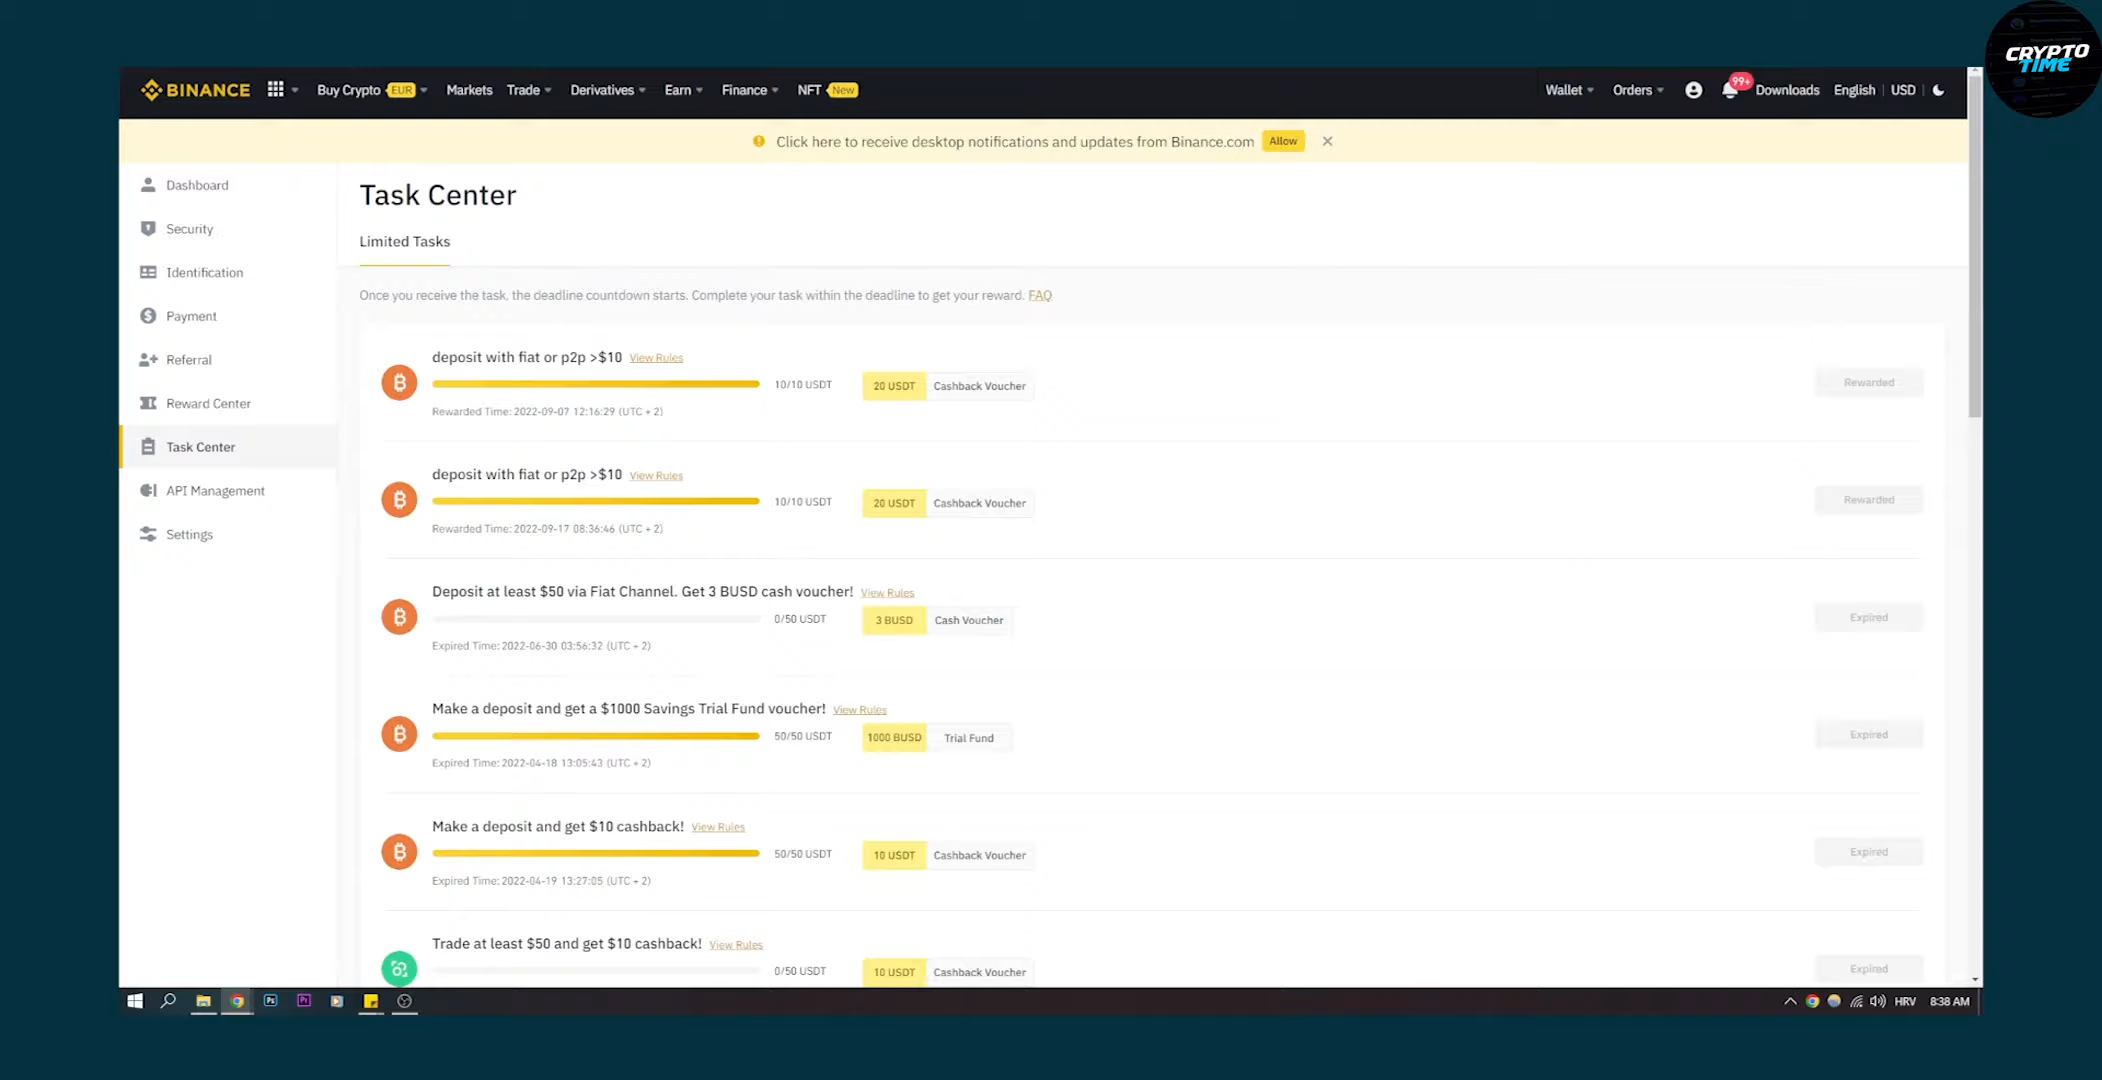 CRYPTO
TIME
BINANCE Buy Crypto EUR Markets Trade Derivatives Earn Finance NFT New Wallet Orders 99+ Downloads English | USD |
Click here to receive desktop notifications and updates from Binance.com Allow
Dashboard
Security
Identification
Payment
Referral
Reward Center
Task Center
API Management
Settings
Task Center
Limited Tasks
Once you receive the task, the deadline countdown starts. Complete your task within the deadline to get your reward. FAQ
deposit with fiat or p2p >$10 View Rules
10/10 USDT 20 USDT Cashback Voucher Rewarded
Rewarded Time: 2022-09-07 12:16:29 (UTC + 2)
deposit with fiat or p2p >$10 View Rules
10/10 USDT 20 USDT Cashback Voucher Rewarded
Rewarded Time: 2022-09-17 08:36:46 (UTC + 2)
Deposit at least $50 via Fiat Channel. Get 3 BUSD cash voucher! View Rules
0/50 USDT 3 BUSD Cash Voucher Expired
Expired Time: 2022-06-30 03:56:32 (UTC + 2)
Make a deposit and get a $1000 Savings Trial Fund voucher! View Rules
50/50 USDT 1000 BUSD Trial Fund Expired
Expired Time: 2022-04-18 13:05:43 (UTC + 2)
Make a deposit and get $10 cashback! View Rules
50/50 USDT 10 USDT Cashback Voucher Expired
Expired Time: 2022-04-19 13:27:05 (UTC + 2)
Trade at least $50 and get $10 cashback! View Rules
0/50 USDT 10 USDT Cashback Voucher Expired
Ps Pr HRV 8:38 AM